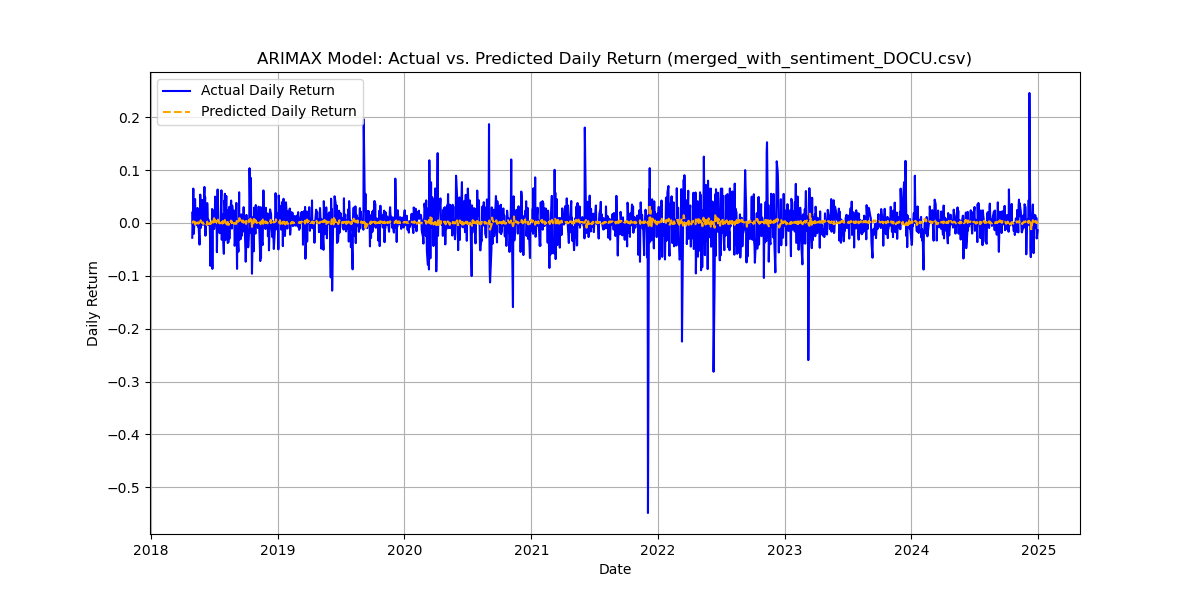 ARIMAX Model: Actual vs. Predicted Daily Return (merged_with_sentiment_DOCU.csv)
Actual Daily Return
Predicted Daily Return
0.2
0.1
0.0
−0.1
−0.2
−0.3
−0.4
−0.5
Daily Return
2018 2019 2020 2021 2022 2023 2024 2025
Date